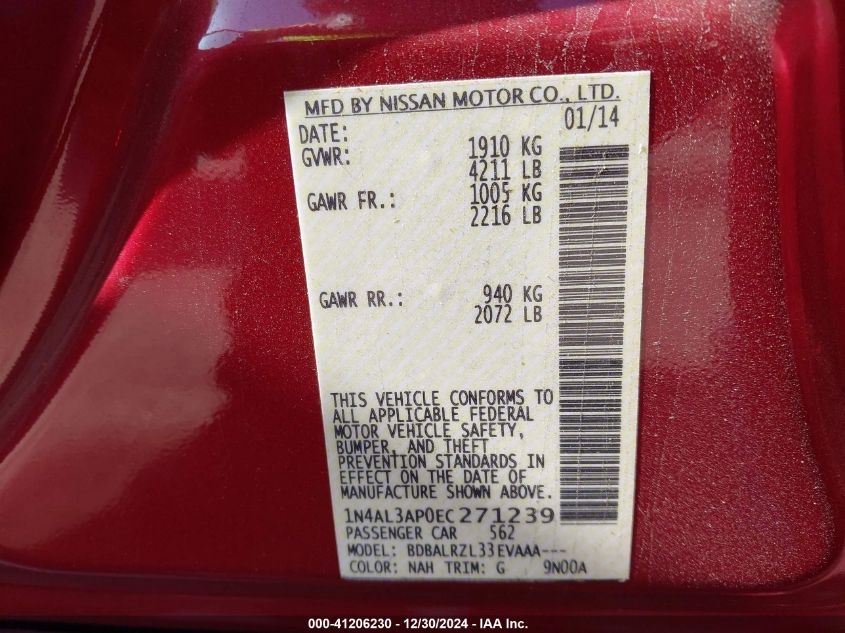 MFD BY NISSAN MOTOR CO., LTD.
DATE: 01/14
GVWR: 1910 KG
4211 LB
GAWR FR.: 1005 KG
2216 LB
GAWR RR.: 940 KG
2072 LB
THIS VEHICLE CONFORMS TO
ALL APPLICABLE FEDERAL
MOTOR VEHICLE SAFETY,
BUMPER, AND THEFT
PREVENTION STANDARDS IN
EFFECT ON THE DATE OF
MANUFACTURE SHOWN ABOVE.
1N4AL3AP0EC271239
PASSENGER CAR 562
MODEL: BDBALRZL33EVAAA---
COLOR: NAH TRIM: G 9N00A
000-41206230 - 12/30/2024 - IAA Inc.